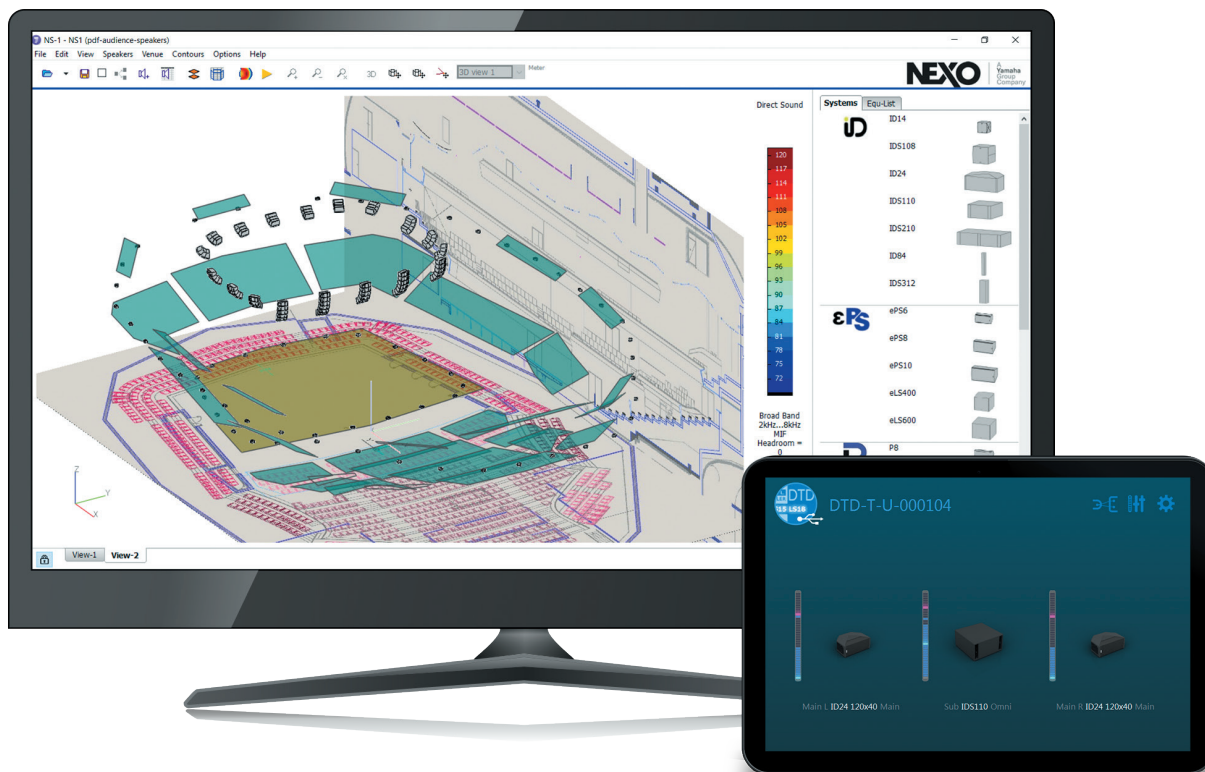 NS-1 - NS1 (pdf-audience-speakers)
File Edit View Speakers Venue Contours Options Help
3D
3D view 1
Meter
NEXO
A
Yamaha
Group
Company
Direct Sound
120
117
114
111
108
105
102
99
96
93
90
87
84
81
78
75
72
Broad Band
2kHz...8kHz
MIF
Headroom =
0
Systems Equ-List
iD
ID14
IDS108
ID24
IDS110
IDS210
ID84
IDS312
εPS
ePS6
ePS8
ePS10
eLS400
eLS600
P8
Z
Y
X
View-1 View-2
DTD
LS18
DTD-T-U-000104
Main L ID24 120x40 Main
Sub IDS110 Omni
Main R ID24 120x40 Main